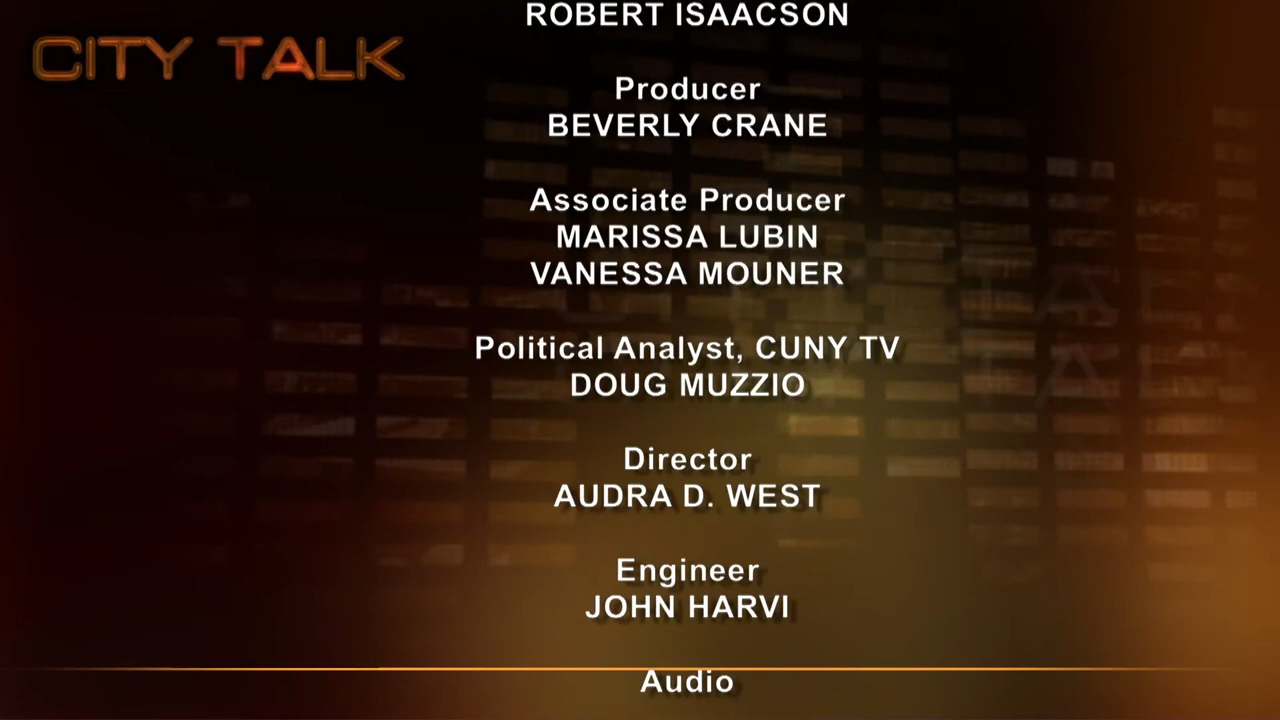 CITY TALK
ROBERT ISAACSON
Producer
BEVERLY CRANE
Associate Producer
MARISSA LUBIN
VANESSA MOUNER
Political Analyst, CUNY TV
DOUG MUZZIO
Director
AUDRA D. WEST
Engineer
JOHN HARVI
Audio